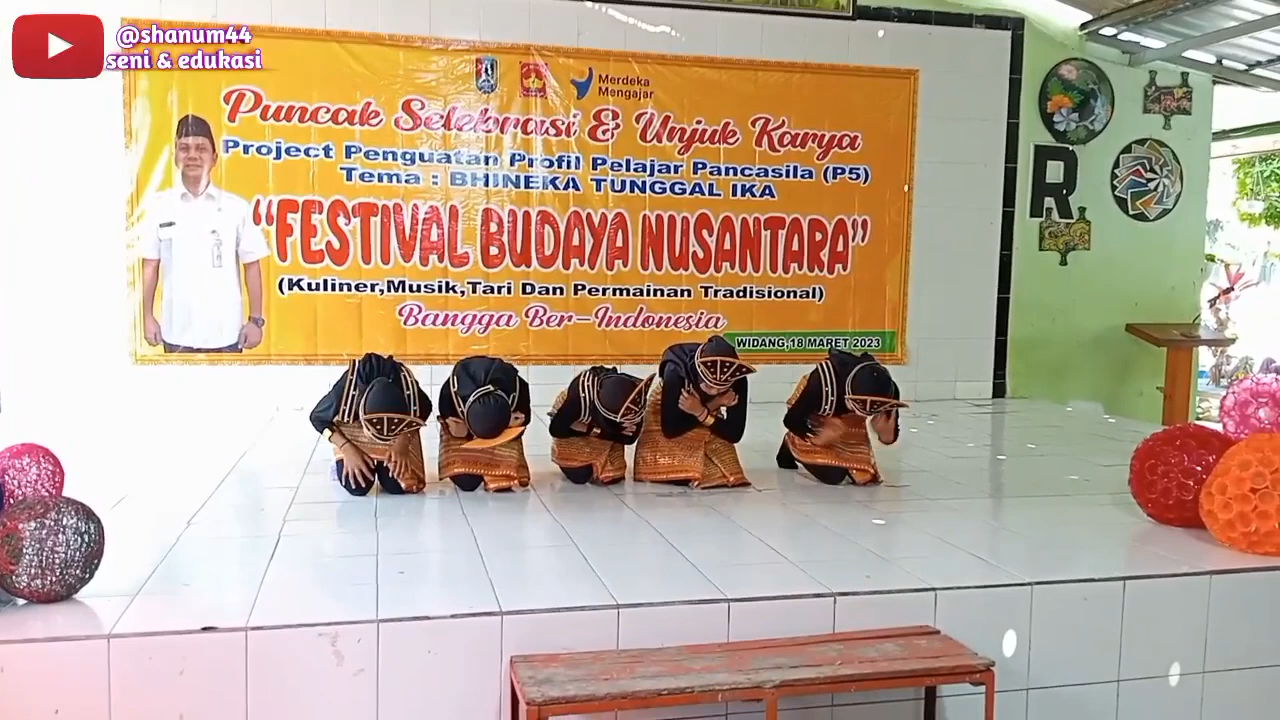 @shanum44
seni & edukasi
Merdeka
Mengajar
Puncak Selebrasi & Unjuk Karya
Project Penguatan Profil Pelajar Pancasila (P5)
Tema : BHINEKA TUNGGAL IKA
"FESTIVAL BUDAYA NUSANTARA"
(Kuliner,Musik,Tari Dan Permainan Tradisional)
Bangga Ber-Indonesia
WIDANG,18 MARET 2023
R